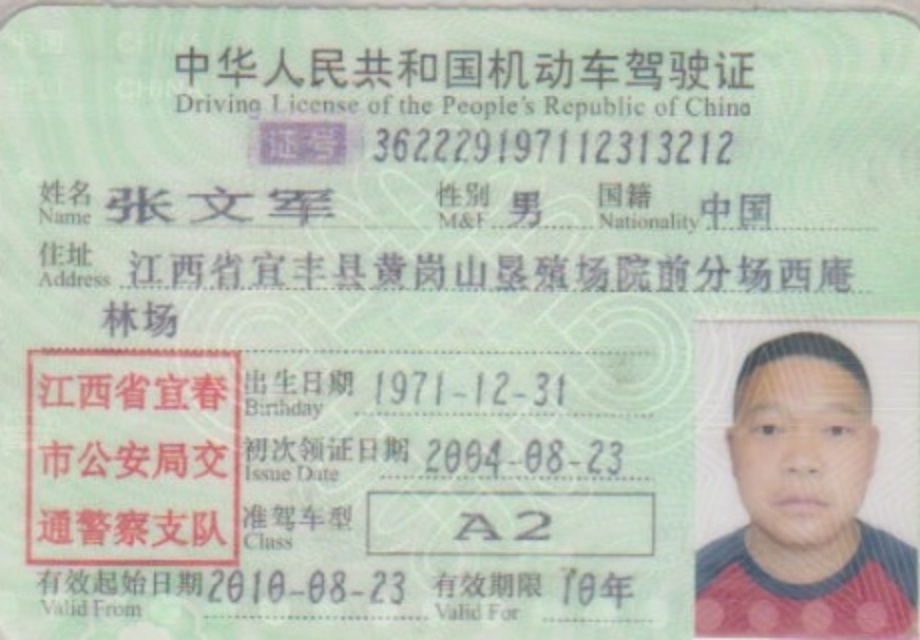 中华人民共和国机动车驾驶证
Driving License of the People's Republic of China
证号 362229197112313212
姓名 Name 张文军 性别 M&F 男 国籍 Nationality 中国
住址 Address 江西省宜丰县黄岗山垦殖场院前分场西庵
林场
江西省宜春
市公安局交
通警察支队
出生日期 Birthday 1971-12-31
初次领证日期 Issue Date 2004-08-23
准驾车型 Class A2
有效起始日期 Valid From 2010-08-23 有效期限 Valid For 10年